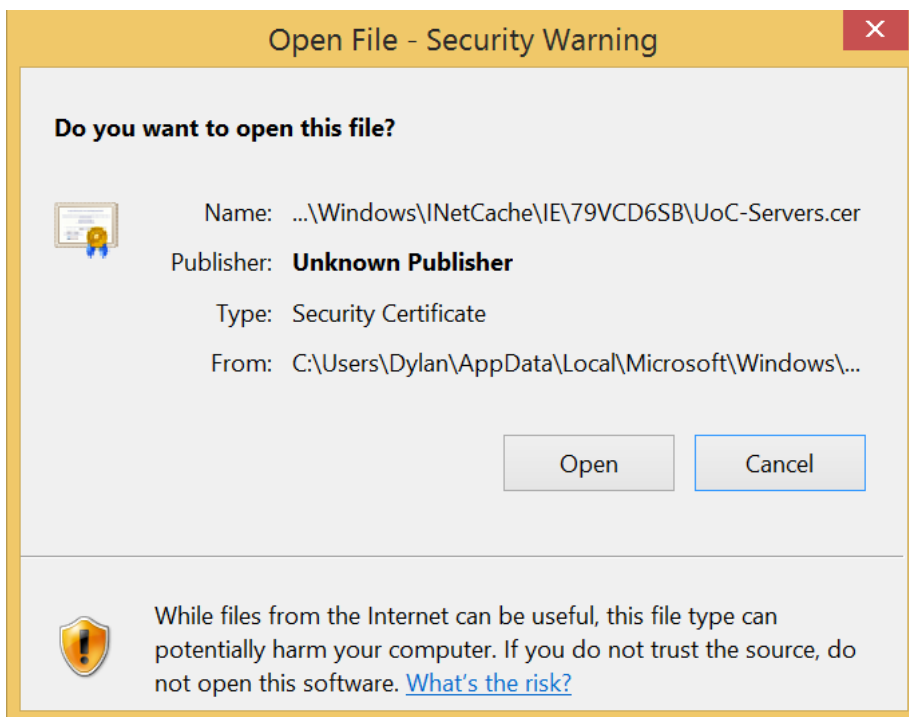 Open File - Security Warning
Do you want to open this file?
Name: ...\Windows\INetCache\IE\79VCD6SB\UoC-Servers.cer
Publisher: Unknown Publisher
Type: Security Certificate
From: C:\Users\Dylan\AppData\Local\Microsoft\Windows\...
Open Cancel
While files from the Internet can be useful, this file type can
potentially harm your computer. If you do not trust the source, do
not open this software. What's the risk?